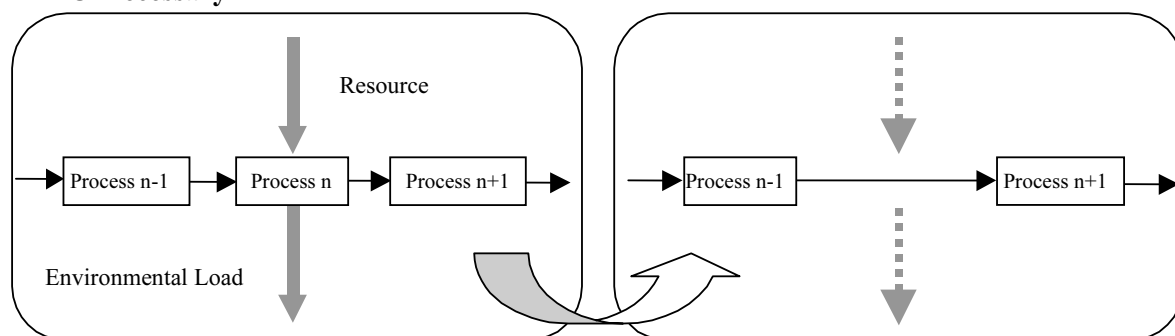 Resource
Process n-1 Process n Process n+1 Process n-1 Process n+1
Environmental Load